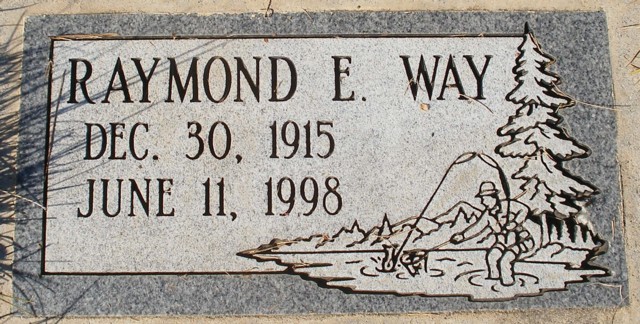 RAYMOND E. WAY
DEC. 30, 1915
JUNE 11, 1998